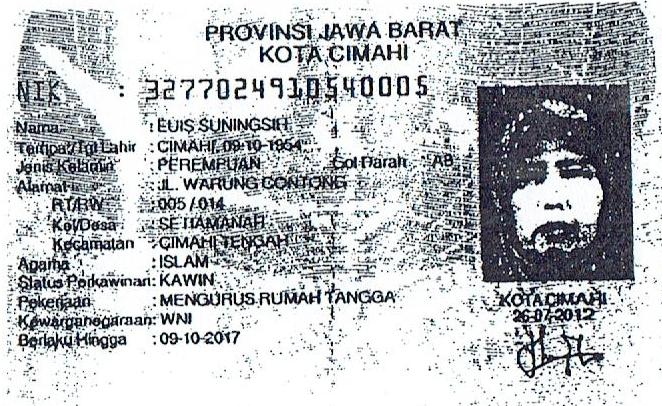 PROVINSI JAWA BARAT
KOTA CIMAHI
NIK : 3277024910540005
Nama : EUIS SUNINGSIH
Tempat/Tgl Lahir : CIMAHI, 09-10-1954
Jenis Kelamin : PEREMPUAN Gol Darah : AB
Alamat : JL. WARUNG CONTONG
RT/RW : 005 / 014
Kel/Desa : SETIAMANAH
Kecamatan : CIMAHI TENGAH
Agama : ISLAM
Status Perkawinan: KAWIN
Pekerjaan : MENGURUS RUMAH TANGGA
Kewarganegaraan: WNI
Berlaku Hingga : 09-10-2017
KOTA CIMAHI
26-07-2012